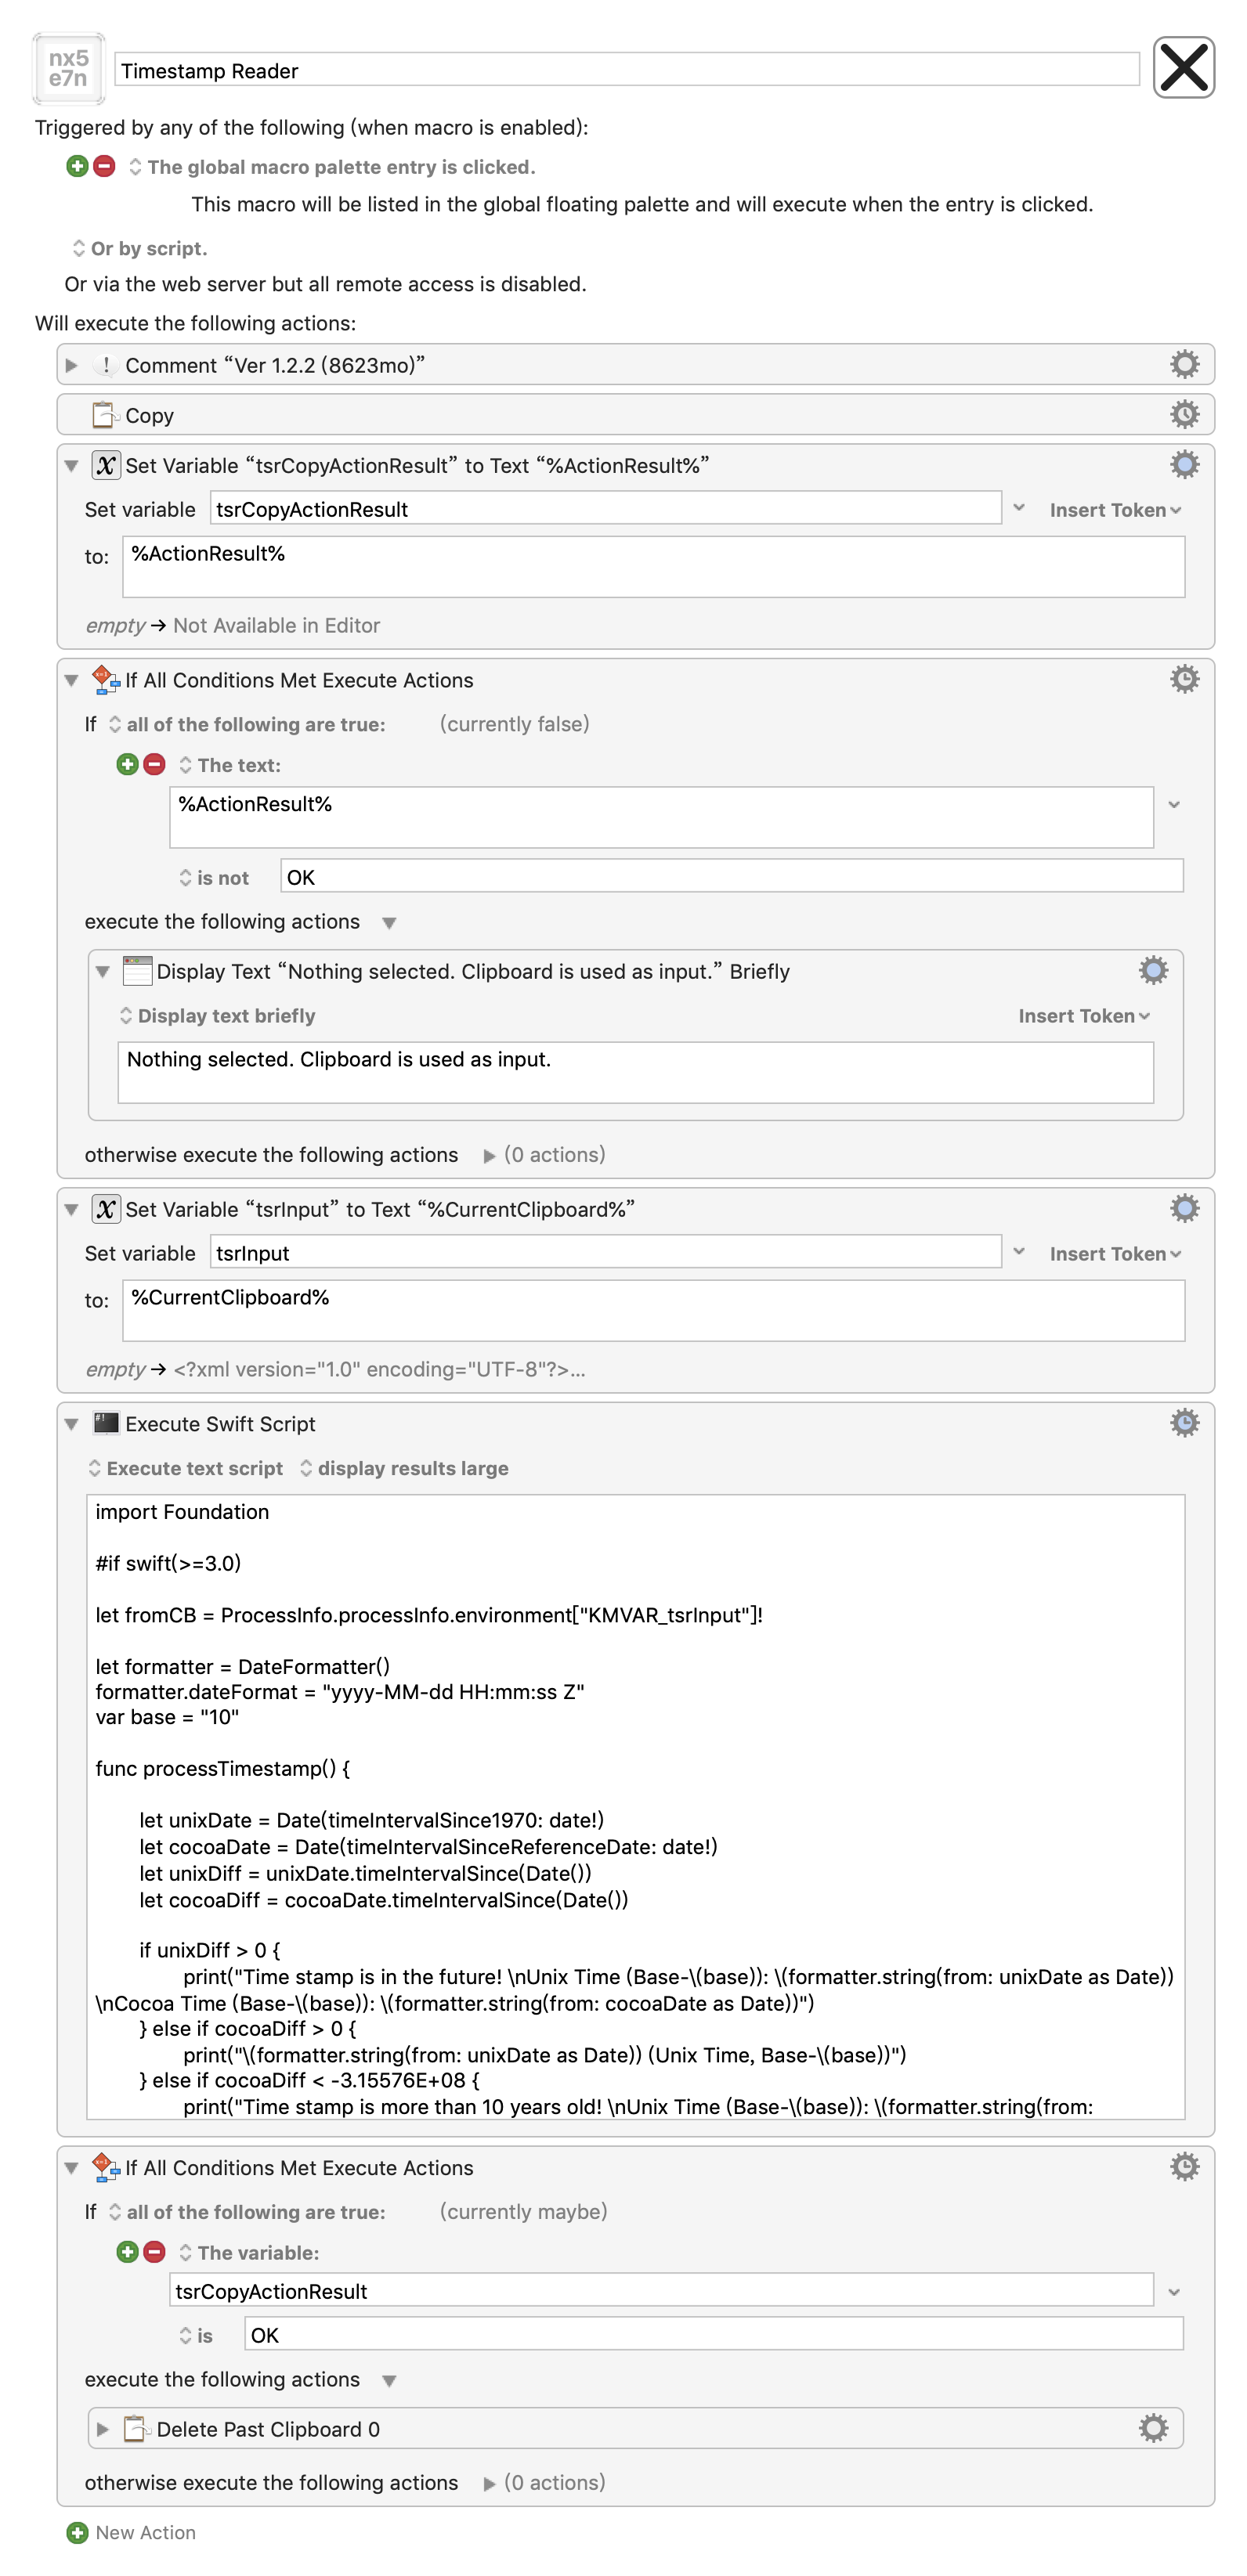 nx5
e7n
Timestamp Reader
Triggered by any of the following (when macro is enabled):
The global macro palette entry is clicked.
This macro will be listed in the global floating palette and will execute when the entry is clicked.
Or by script.
Or via the web server but all remote access is disabled.
Will execute the following actions:
Comment “Ver 1.2.2 (8623mo)”
Copy
Set Variable “tsrCopyActionResult” to Text “%ActionResult%”
Set variable tsrCopyActionResult Insert Token
to: %ActionResult%
empty → Not Available in Editor
If All Conditions Met Execute Actions
If all of the following are true: (currently false)
The text:
%ActionResult%
is not OK
execute the following actions
Display Text “Nothing selected. Clipboard is used as input.” Briefly
Display text briefly Insert Token
Nothing selected. Clipboard is used as input.
otherwise execute the following actions (0 actions)
Set Variable “tsrInput” to Text “%CurrentClipboard%”
Set variable tsrInput Insert Token
to: %CurrentClipboard%
empty → <?xml version="1.0" encoding="UTF-8"?>...
Execute Swift Script
Execute text script display results large
import Foundation
#if swift(>=3.0)
let fromCB = ProcessInfo.processInfo.environment["KMVAR_tsrInput"]!
let formatter = DateFormatter()
formatter.dateFormat = "yyyy-MM-dd HH:mm:ss Z"
var base = "10"
func processTimestamp() {
let unixDate = Date(timeIntervalSince1970: date!)
let cocoaDate = Date(timeIntervalSinceReferenceDate: date!)
let unixDiff = unixDate.timeIntervalSince(Date())
let cocoaDiff = cocoaDate.timeIntervalSince(Date())
if unixDiff > 0 {
print("Time stamp is in the future! \nUnix Time (Base-\(base)): \(formatter.string(from: unixDate as Date))
\nCocoa Time (Base-\(base)): \(formatter.string(from: cocoaDate as Date))")
} else if cocoaDiff > 0 {
print("\(formatter.string(from: unixDate as Date)) (Unix Time, Base-\(base))")
} else if cocoaDiff < -3.15576E+08 {
print("Time stamp is more than 10 years old! \nUnix Time (Base-\(base)): \(formatter.string(from:
If All Conditions Met Execute Actions
If all of the following are true: (currently maybe)
The variable:
tsrCopyActionResult
is OK
execute the following actions
Delete Past Clipboard 0
otherwise execute the following actions (0 actions)
New Action